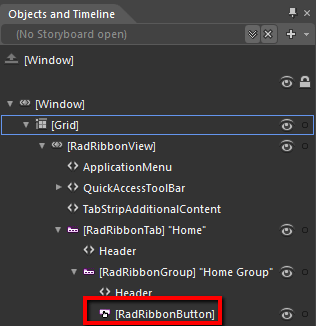 Objects and Timeline
(No Storyboard open)
[Window]
[Window]
[Grid]
[RadRibbonView]
ApplicationMenu
QuickAccessToolBar
TabStripAdditionalContent
[RadRibbonTab] "Home"
Header
[RadRibbonGroup] "Home Group"
Header
[RadRibbonButton]